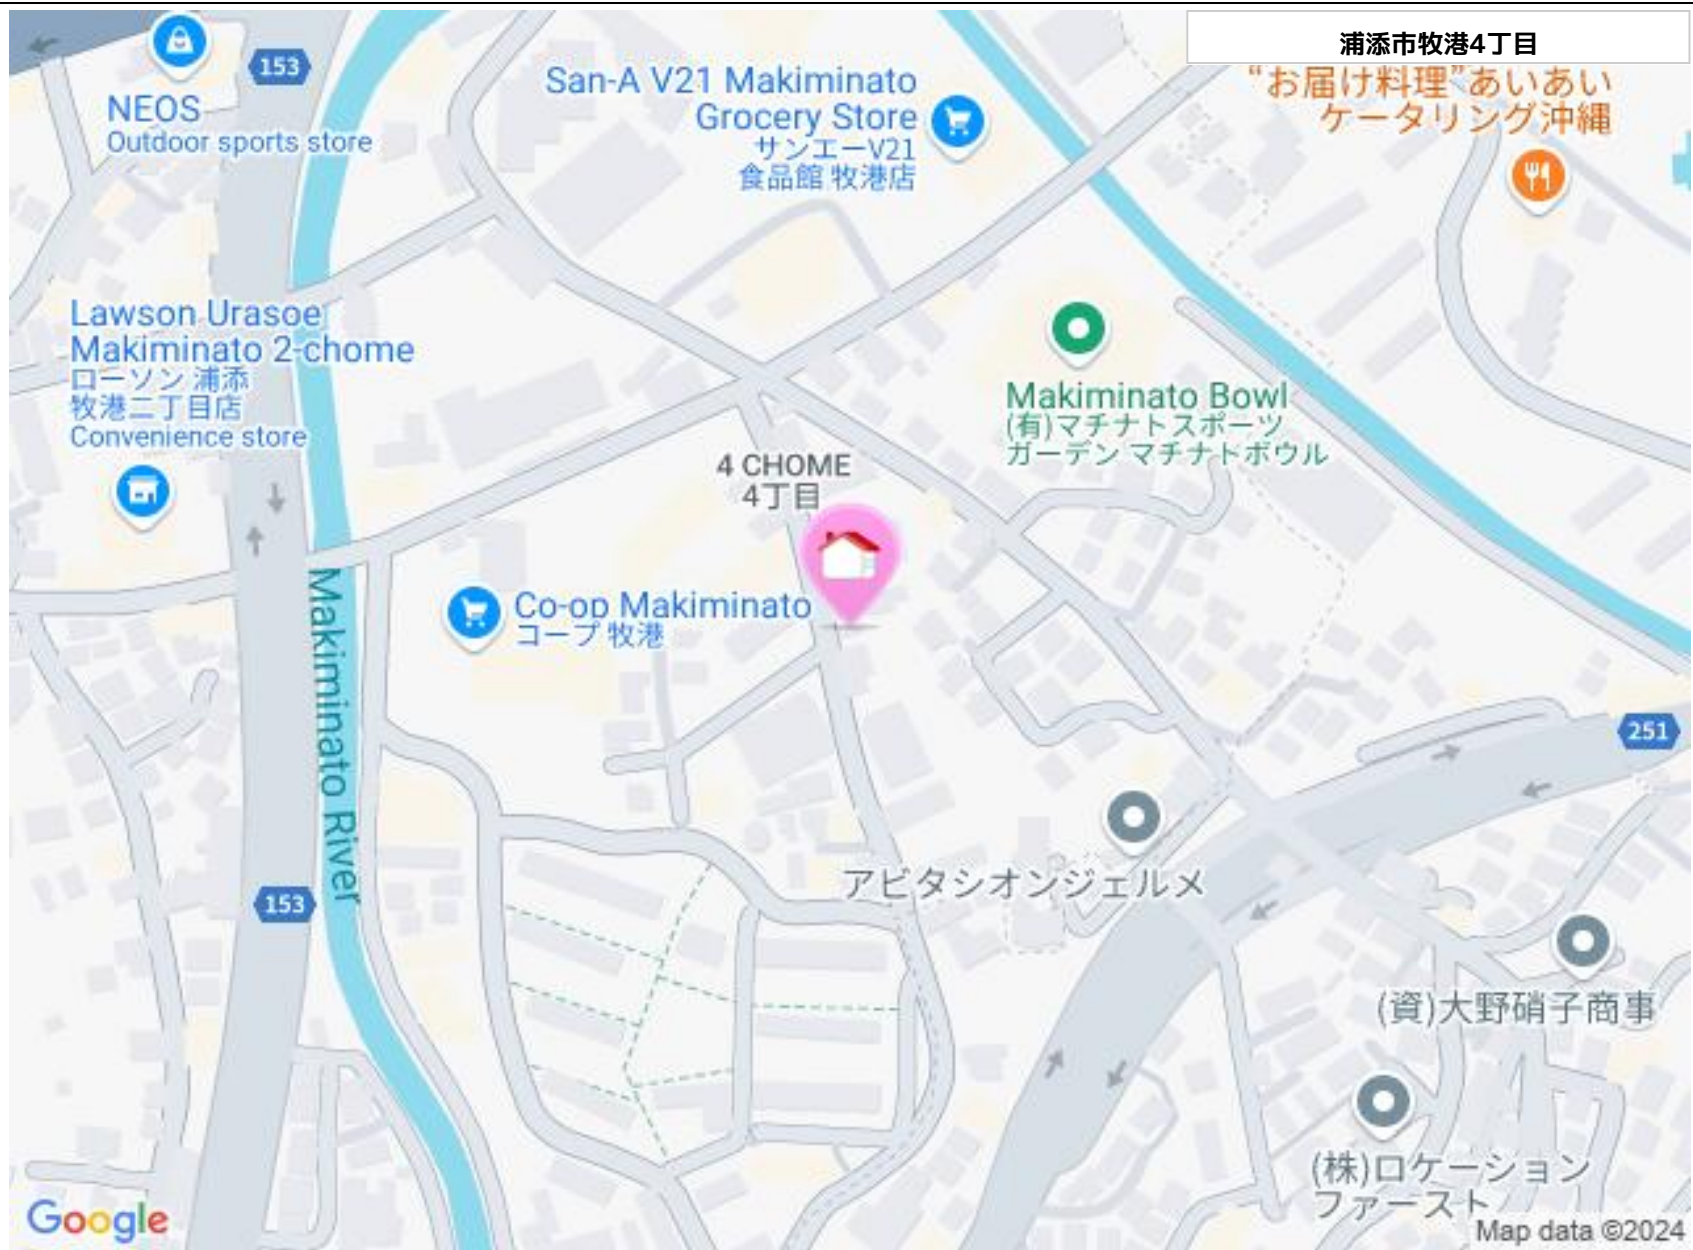 浦添市牧港4丁目
153
NEOS
Outdoor sports store
San-A V21 Makiminato
Grocery Store
サンエーV21
食品館 牧港店
“お届け料理”あいあい
ケータリング沖縄
Lawson Urasoe
Makiminato 2-chome
ローソン 浦添
牧港二丁目店
Convenience store
Makiminato Bowl
(有)マチナトスポーツ
ガーデン マチナトボウル
4 CHOME
4丁目
Co-op Makiminato
コープ 牧港
Makiminato River
251
アビタシオンジェルメ
153
(資)大野硝子商事
(株)ロケーション
ファースト
Google
Map data ©2024